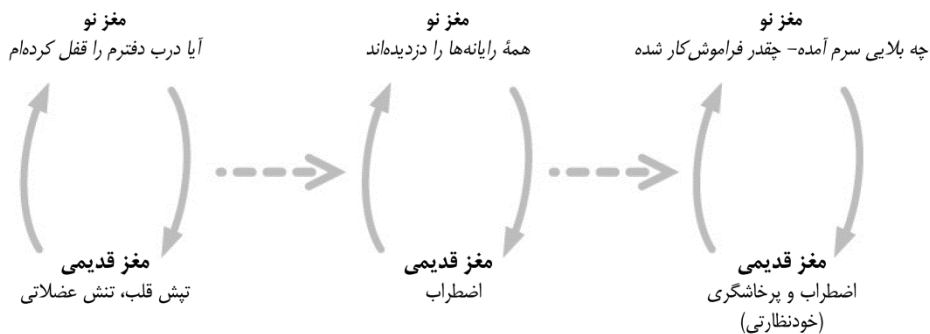 مغز نو
آیا درب دفترم را قفل کرده‌ام
مغز قدیمی
تپش قلب، تنش عضلاتی
مغز نو
همهٔ رایانه‌ها را دزدیده‌اند
مغز قدیمی
اضطراب
مغز نو
چه بلایی سرم آمده- چقدر فراموش‌کار شده
مغز قدیمی
اضطراب و پرخاشگری
(خودنظارتی)